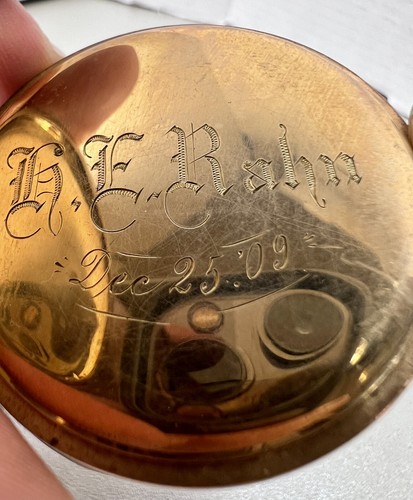 H. E. Rahn
"Dec 25. '09"